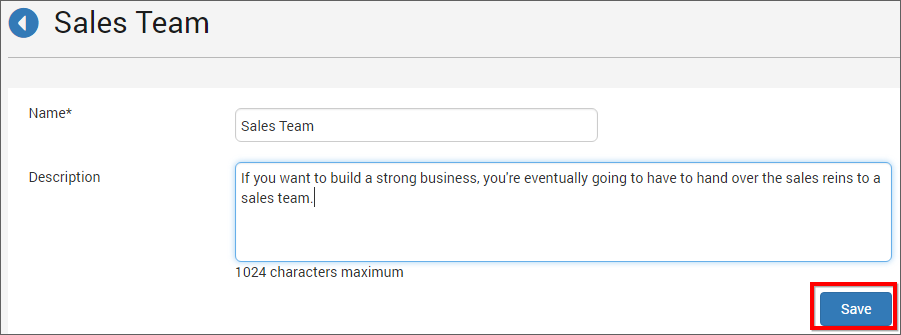 Sales Team
Name*
Sales Team
Description
If you want to build a strong business, you're eventually going to have to hand over the sales reins to a
sales team.
1024 characters maximum
Save